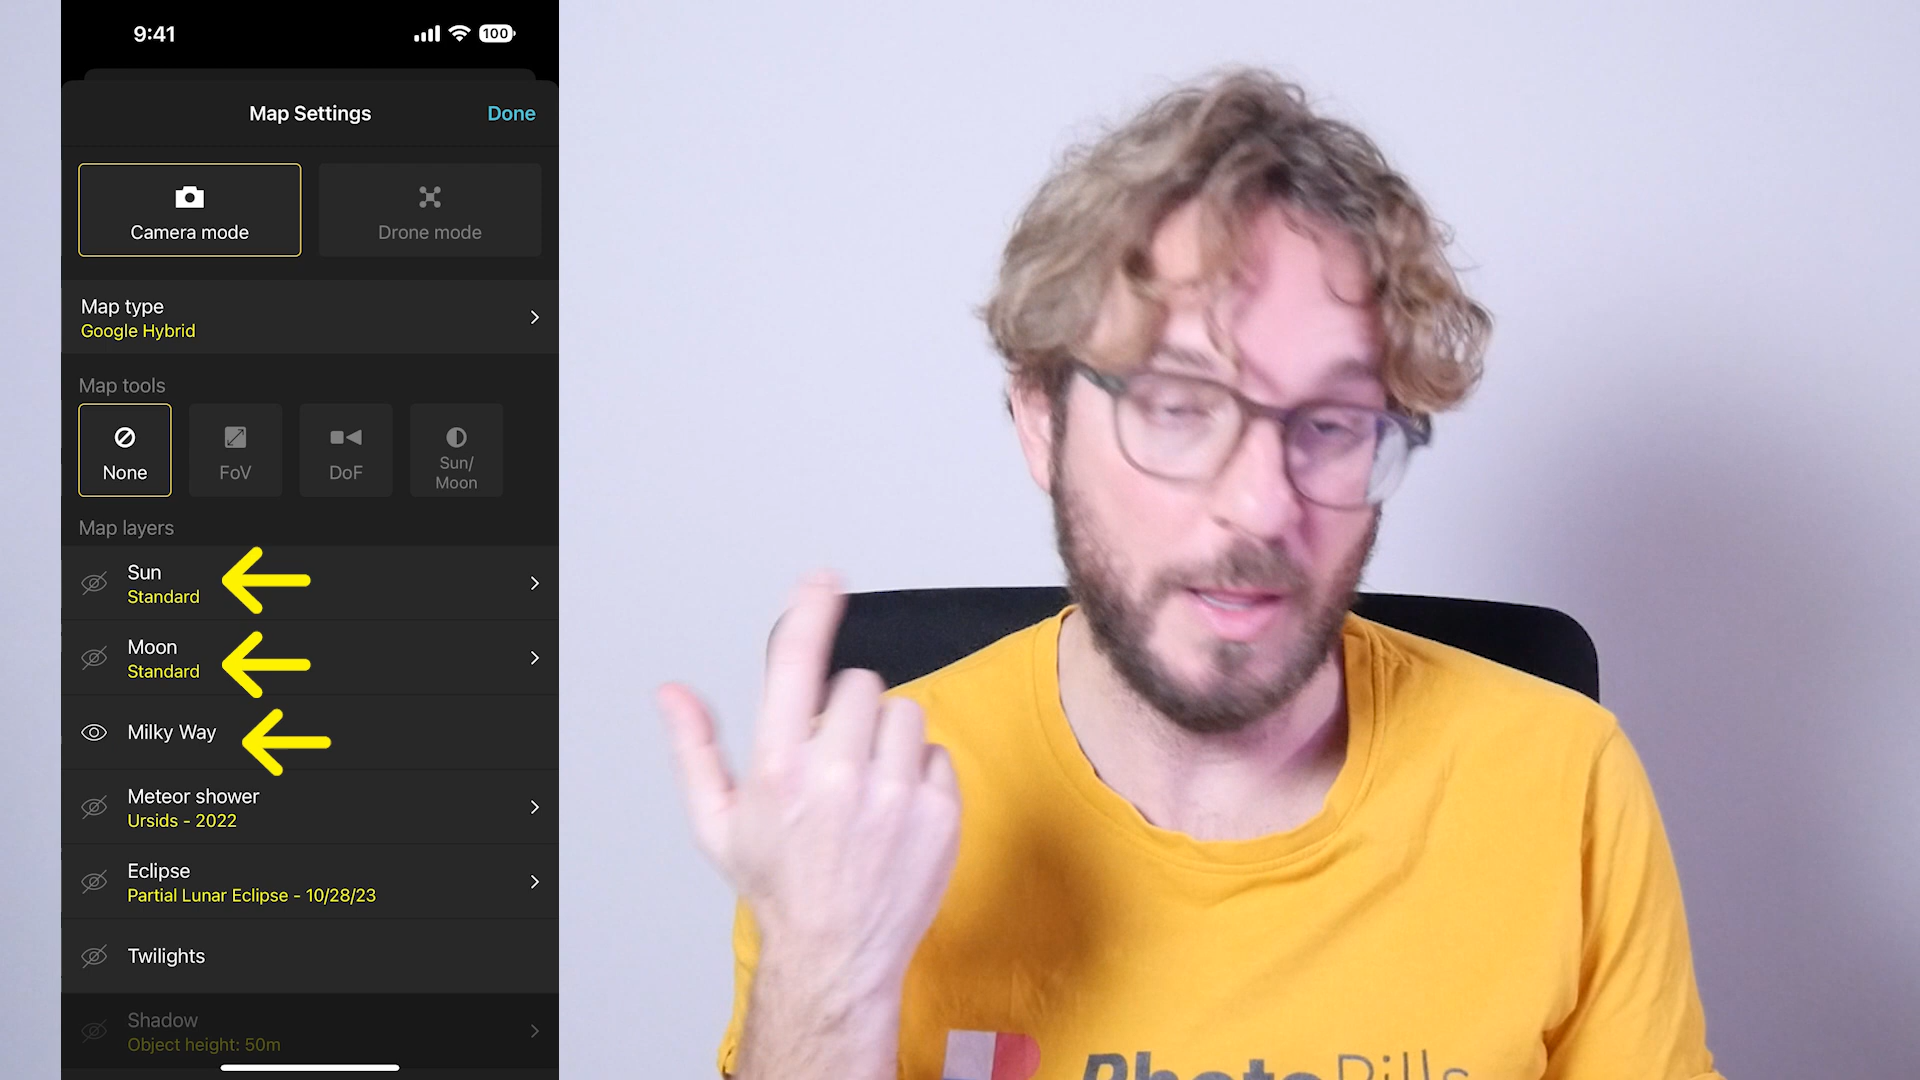 9:41
100
Map Settings
Done
Camera mode
Drone mode
Map type
Google Hybrid
Map tools
None
FoV
DoF
Sun/
Moon
Map layers
Sun
Standard
Moon
Standard
Milky Way
Meteor shower
Ursids - 2022
Eclipse
Partial Lunar Eclipse - 10/28/23
Twilights
Shadow
Object height: 50m
PhotoPills